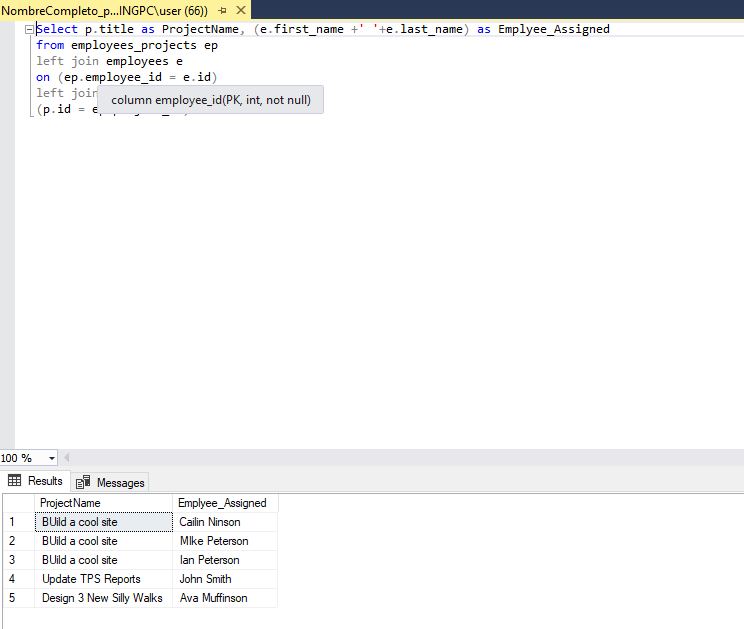 NombreCompleto_p...INGPC\user (66))
Select p.title as ProjectName, (e.first_name +' '+e.last_name) as Emplyee_Assigned
from employees_projects ep
left join employees e
on (ep.employee_id = e.id)
left join
column employee_id(PK, int, not null)
(p.id =
100 %
Results
Messages
ProjectName Emplyee_Assigned
1 BUild a cool site Cailin Ninson
2 BUild a cool site MIke Peterson
3 BUild a cool site Ian Peterson
4 Update TPS Reports John Smith
5 Design 3 New Silly Walks Ava Muffinson